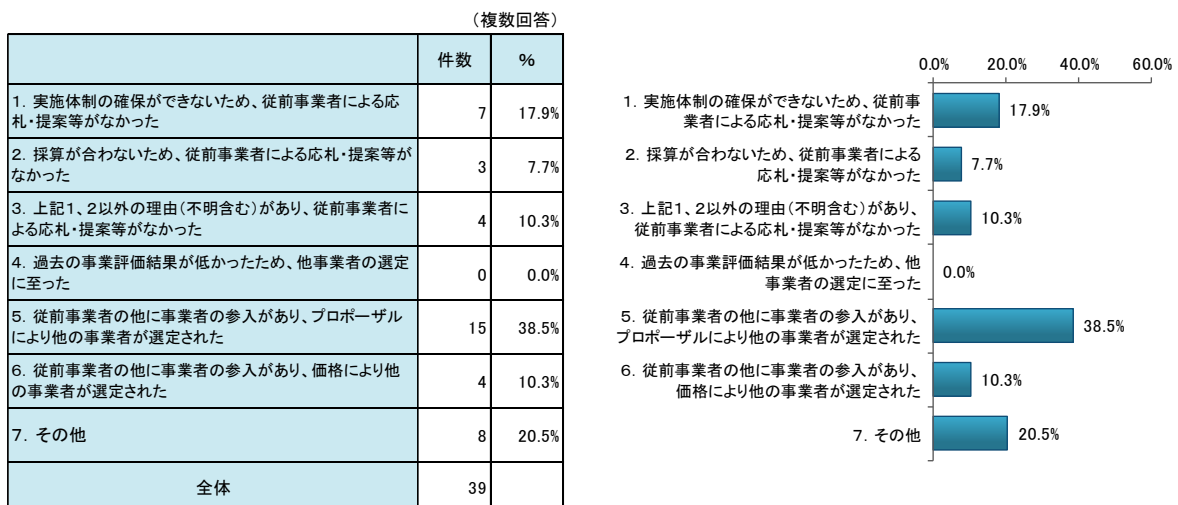 （複数回答）
件数 %
1．実施体制の確保ができないため、従前事業者による応
札・提案等がなかった
7 17.9%
2．採算が合わないため、従前事業者による応札・提案等が
なかった
3 7.7%
3．上記1、2以外の理由（不明含む）があり、従前事業者に
よる応札・提案等がなかった
4 10.3%
4．過去の事業評価結果が低かったため、他事業者の選定
に至った
0 0.0%
5．従前事業者の他に事業者の参入があり、プロポーザル
により他の事業者が選定された
15 38.5%
6．従前事業者の他に事業者の参入があり、価格により他
の事業者が選定された
4 10.3%
7．その他 8 20.5%
全体 39
0.0% 20.0% 40.0% 60.0%
1．実施体制の確保ができないため、従前事
業者による応札・提案等がなかった
17.9%
2．採算が合わないため、従前事業者による
応札・提案等がなかった
7.7%
3．上記1、2以外の理由（不明含む）があり、
従前事業者による応札・提案等がなかった
10.3%
4．過去の事業評価結果が低かったため、他
事業者の選定に至った
0.0%
5．従前事業者の他に事業者の参入があり、
プロポーザルにより他の事業者が選定された
38.5%
6．従前事業者の他に事業者の参入があり、
価格により他の事業者が選定された
10.3%
7．その他
20.5%